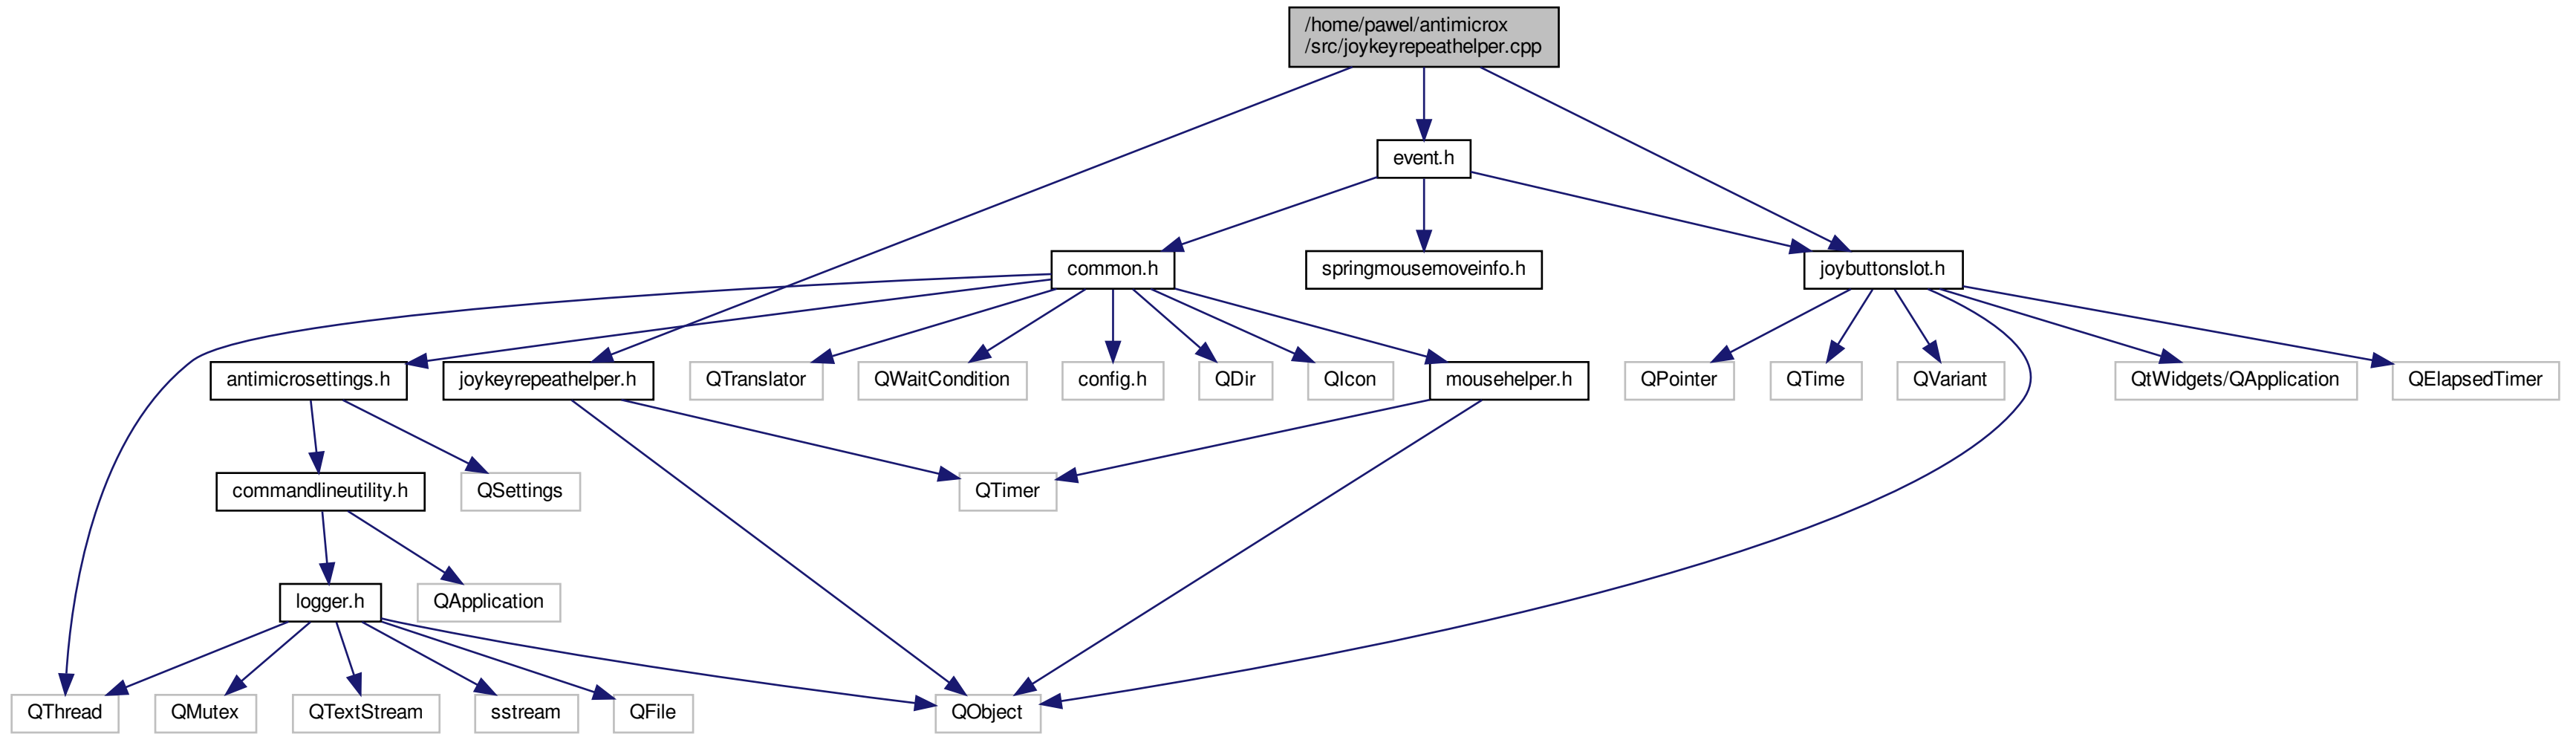 /home/pawel/antimicrox
/src/joykeyrepeathelper.cpp
event.h
common.h
springmousemoveinfo.h
joybuttonslot.h
antimicrosettings.h
joykeyrepeathelper.h
QTranslator
QWaitCondition
config.h
QDir
QIcon
mousehelper.h
QPointer
QTime
QVariant
QtWidgets/QApplication
QElapsedTimer
commandlineutility.h
QSettings
QTimer
logger.h
QApplication
QThread
QMutex
QTextStream
sstream
QFile
QObject